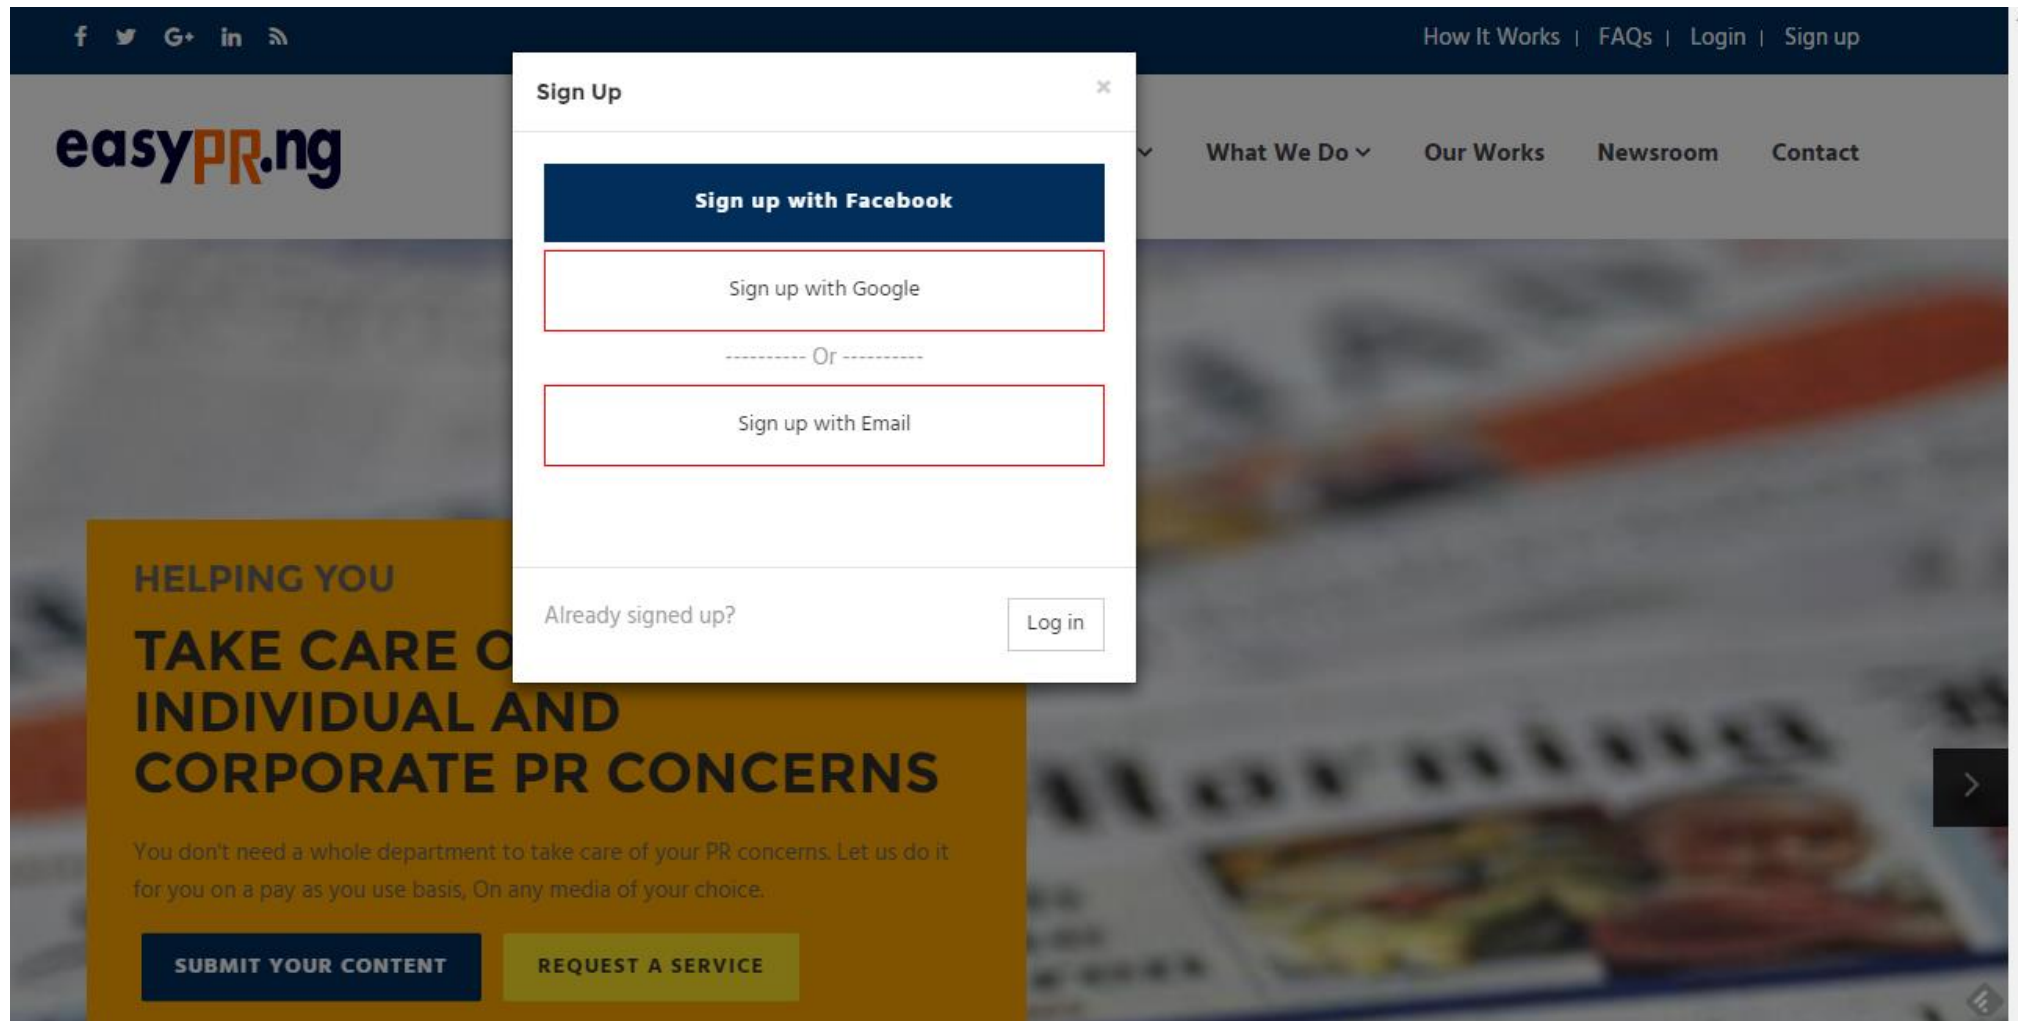 How It Works | FAQs | Login | Sign up
easyPR.ng
What We Do
Our Works
Newsroom
Contact
Sign Up
×
Sign up with Facebook
Sign up with Google
---------- Or ----------
Sign up with Email
Already signed up?
Log in
HELPING YOU
TAKE CARE O
INDIVIDUAL AND
CORPORATE PR CONCERNS
You don't need a whole department to take care of your PR concerns. Let us do it
for you on a pay as you use basis, On any media of your choice.
SUBMIT YOUR CONTENT
REQUEST A SERVICE
Morning